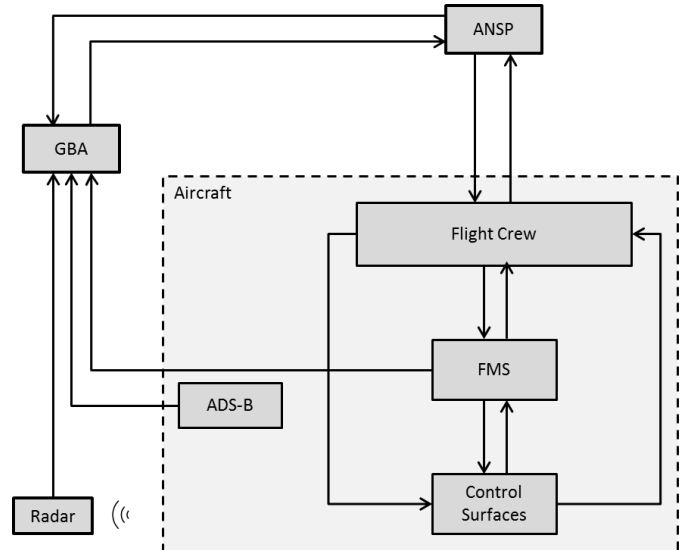 ANSP
GBA
Aircraft
Flight Crew
FMS
ADS-B
Control
Surfaces
Radar